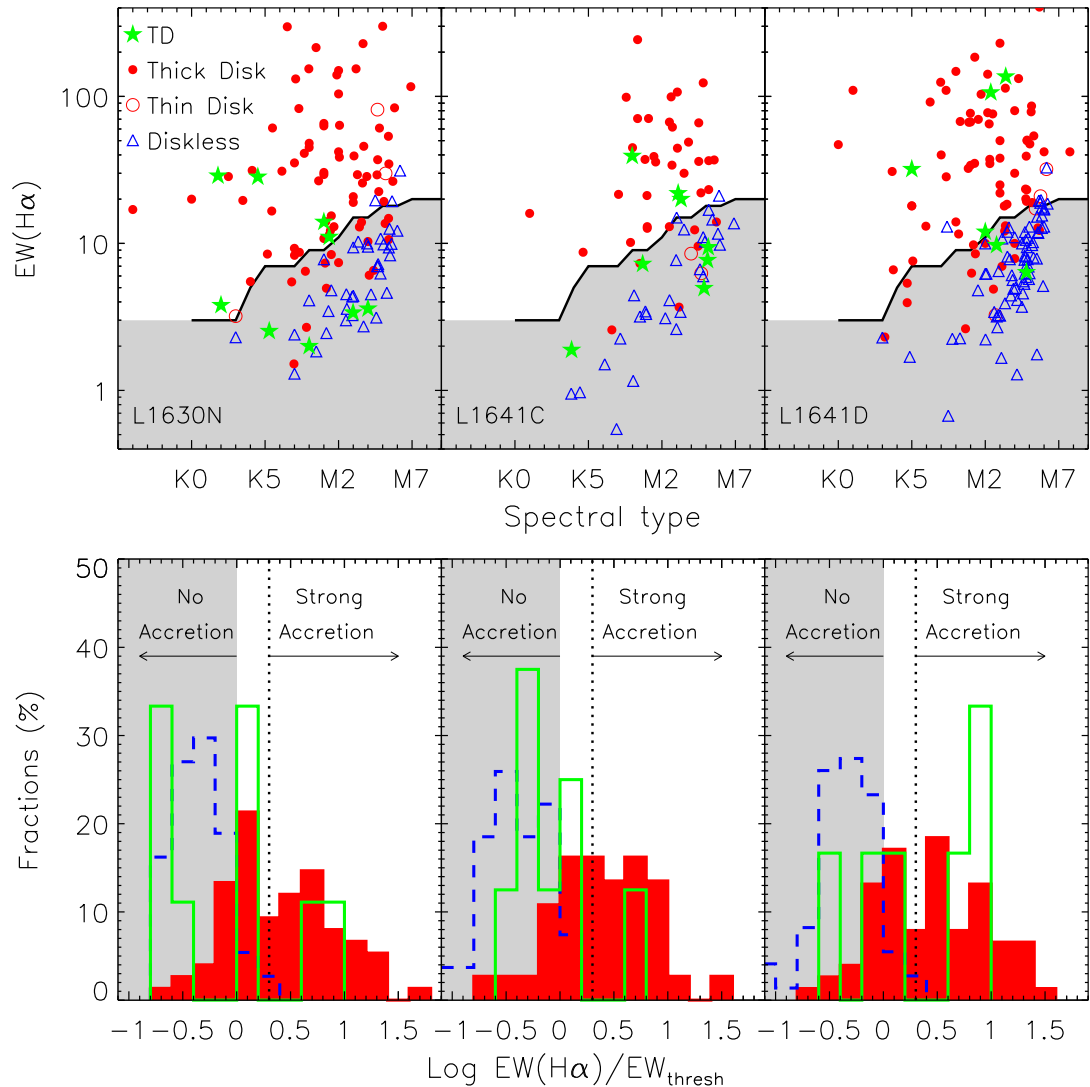 TD
Thick Disk
Thin Disk
Diskless
100
10
1
EW(Hα)
L1630N
L1641C
L1641D
K0 K5 M2 M7
K0 K5 M2 M7
K0 K5 M2 M7
Spectral type
50
40
30
20
10
0
Fractions (%)
No Accretion
Strong Accretion
No Accretion
Strong Accretion
No Accretion
Strong Accretion
−1 −0.5 0 0.5 1 1.5
−1 −0.5 0 0.5 1 1.5
−1 −0.5 0 0.5 1 1.5
Log EW(Hα)/EWthresh